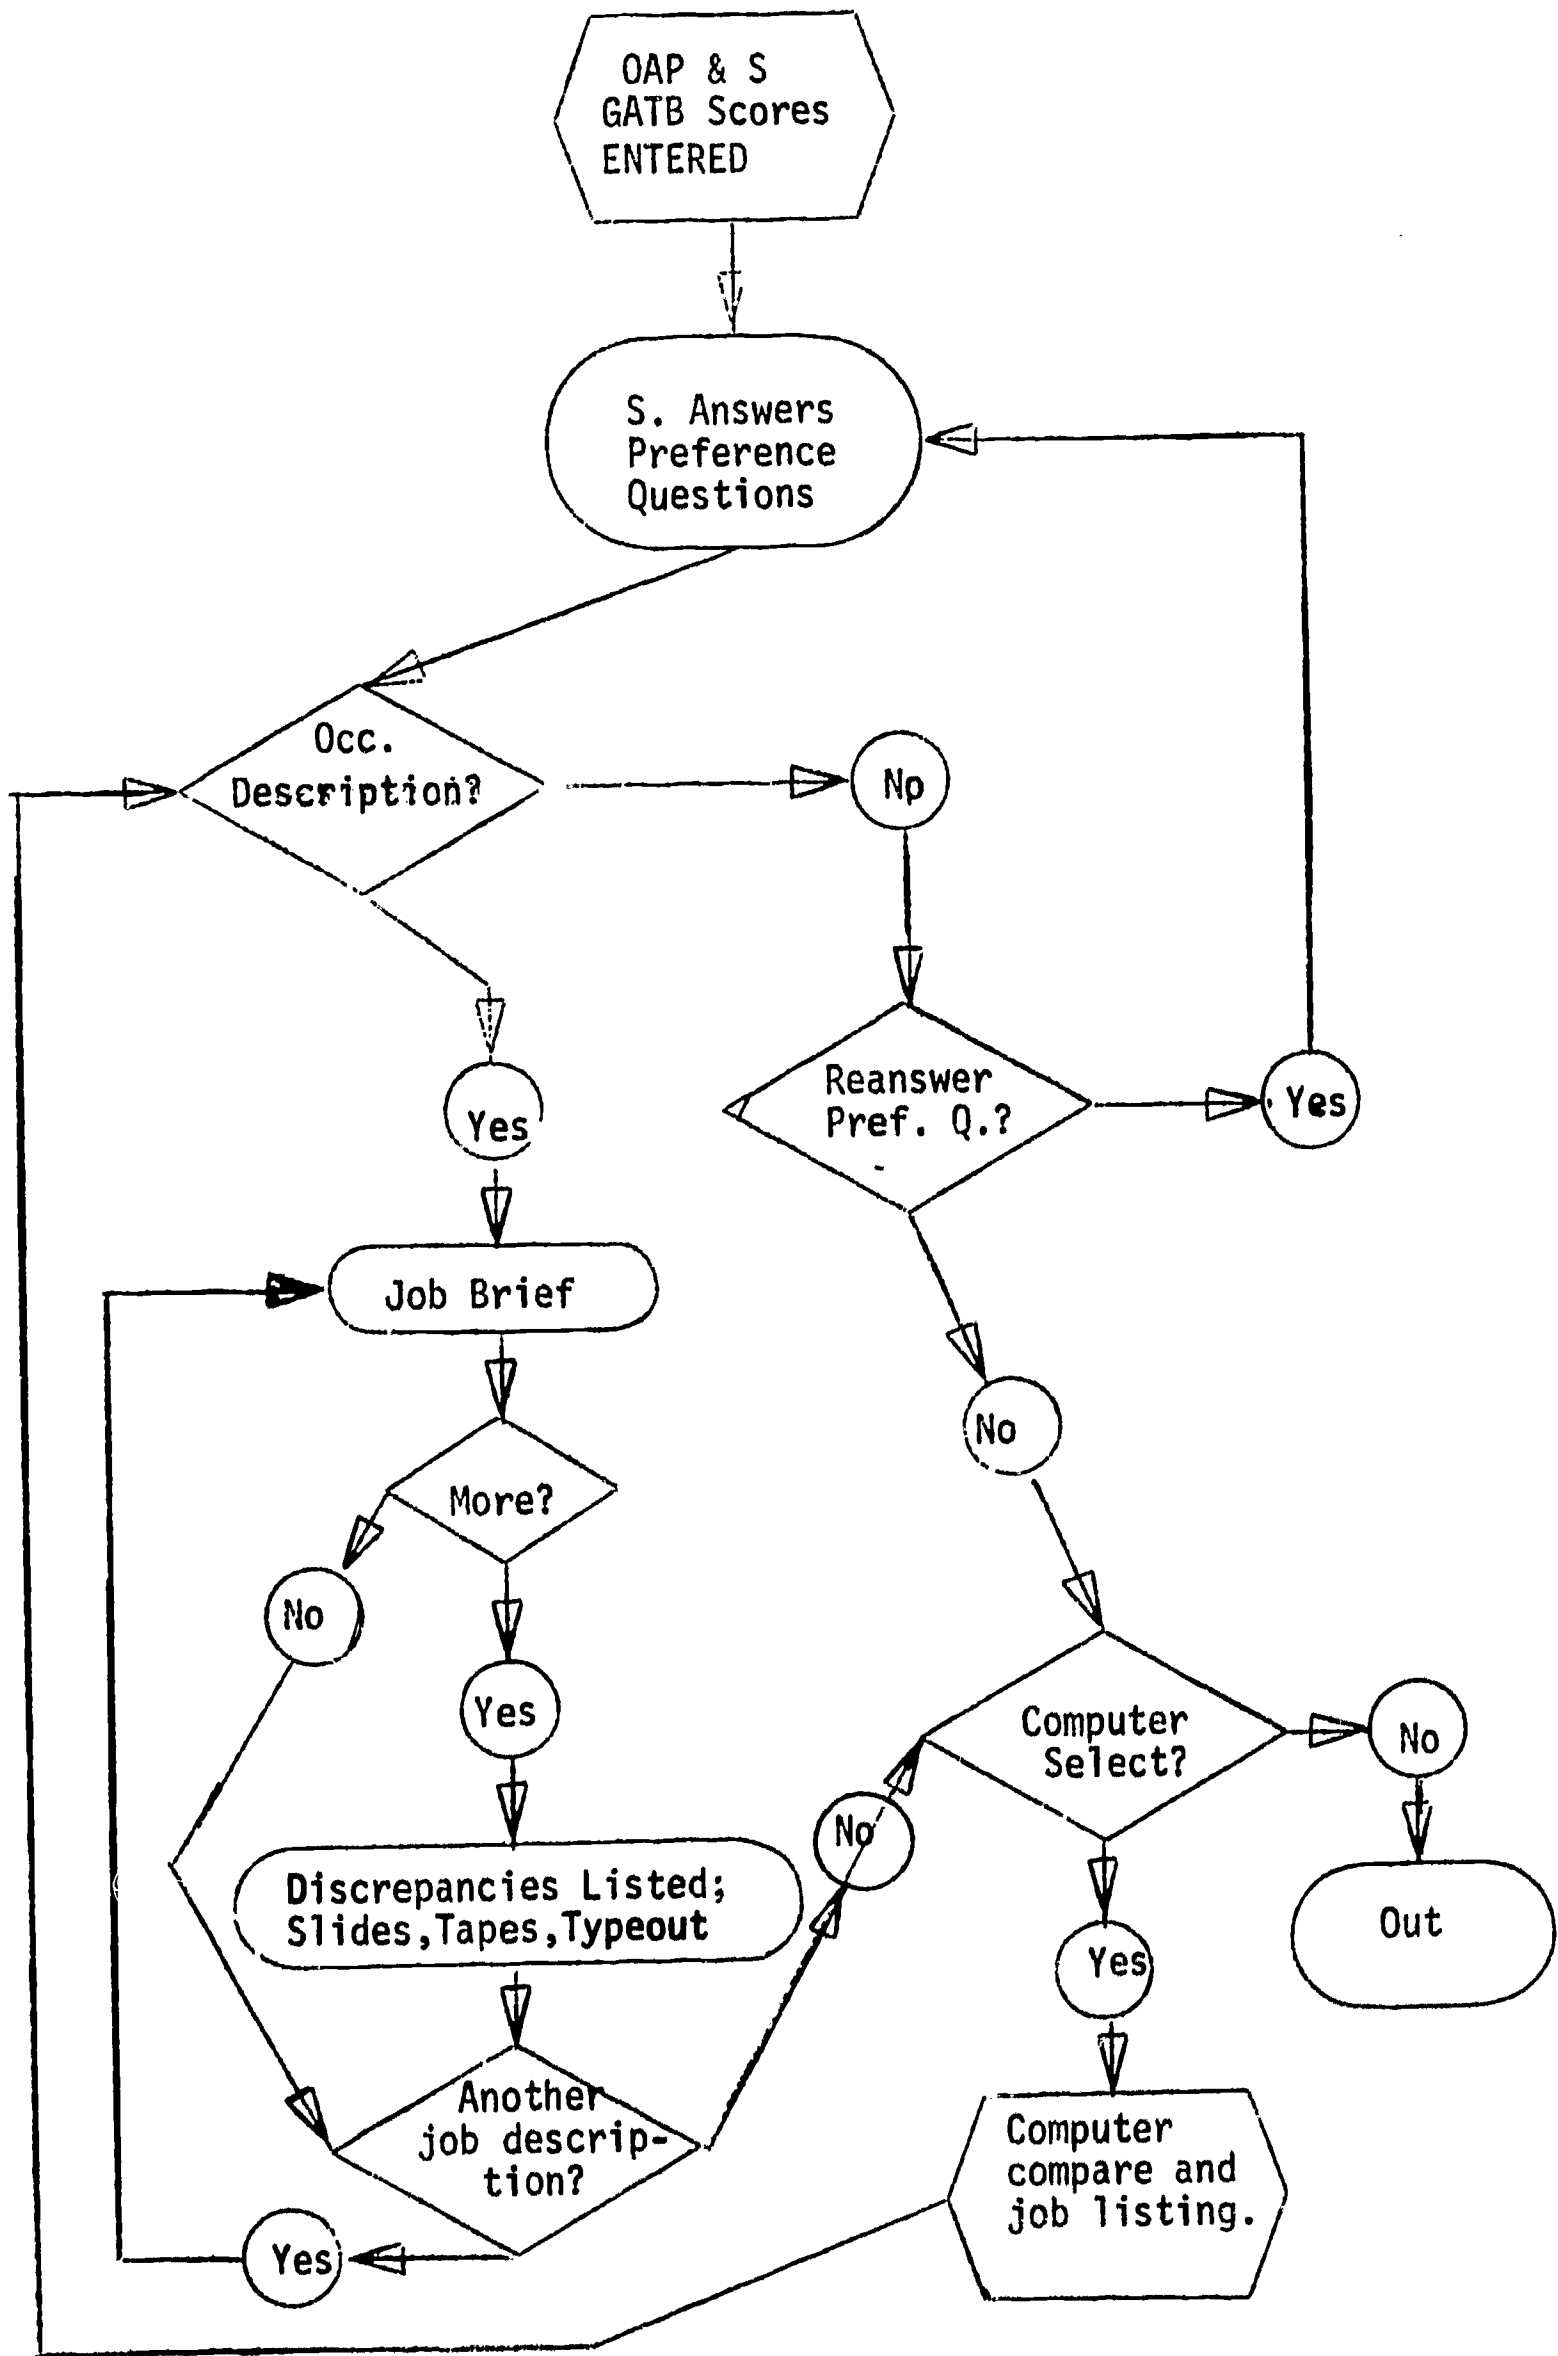 OAP & S
GATB Scores
ENTERED
S. Answers
Preference
Questions
Occ.
Description?
Np
Yes
Reanswer
Pref. Q.?
Yes
Job Brief
No
More?
No
Yes
Computer
Select?
No
No
Discrepancies Listed;
Slides,Tapes,Typeout
Out
Yes
Another
job descrip-
tion?
Computer
compare and
job listing.
Yes